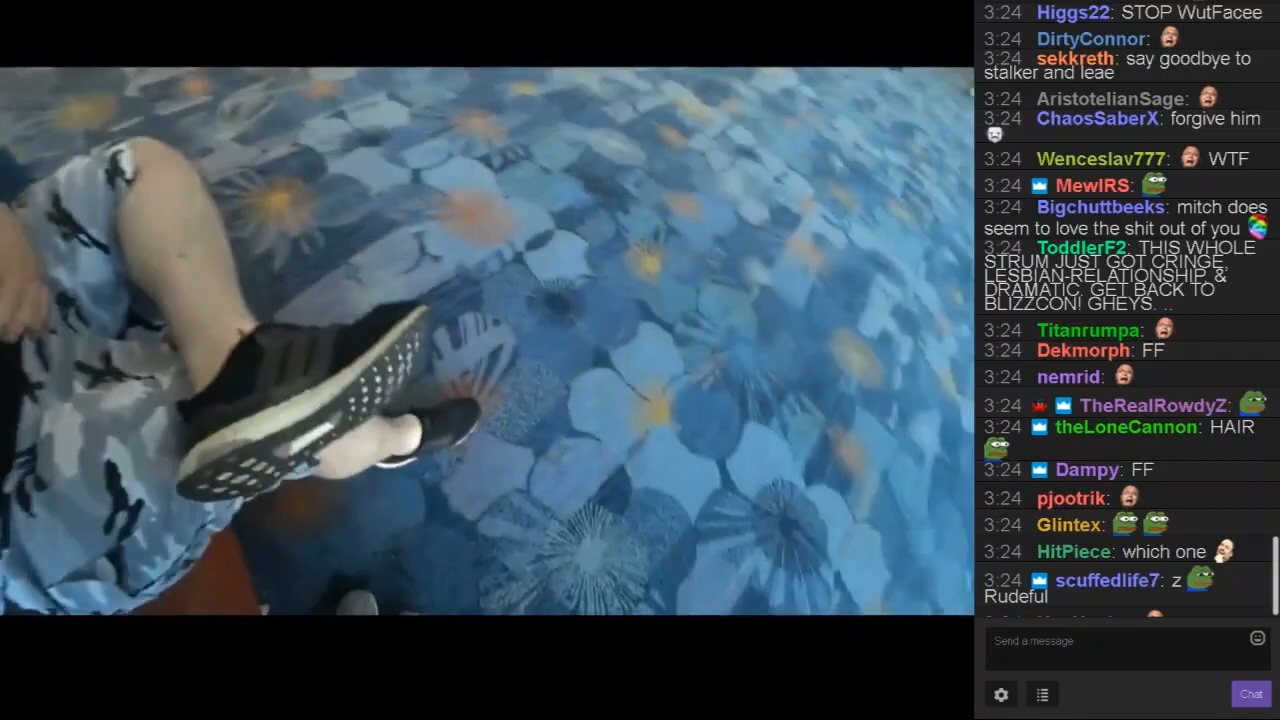 3:24 Higgs22: STOP WutFacee
3:24 DirtyConnor:
3:24 sekkreth: say goodbye to
stalker and leae
3:24 AristotelianSage:
3:24 ChaosSaberX: forgive him
3:24 Wenceslav777: WTF
3:24 MewIRS:
3:24 Bigchuttbeeks: mitch does
seem to love the shit out of you
3:24 ToddlerF2: THIS WHOLE
STRUM JUST GOT CRINGE,
LESBIAN-RELATIONSHIP, &
DRAMATIC. GET BACK TO
BLIZZCON! GHEYS. ..
3:24 Titanrumpa:
3:24 Dekmorph: FF
3:24 nemrid:
3:24 TheRealRowdyZ:
3:24 theLoneCannon: HAIR
3:24 Dampy: FF
3:24 pjootrik:
3:24 Glintex:
3:24 HitPiece: which one
3:24 scuffedlife7: z
Rudeful
Send a message
Chat